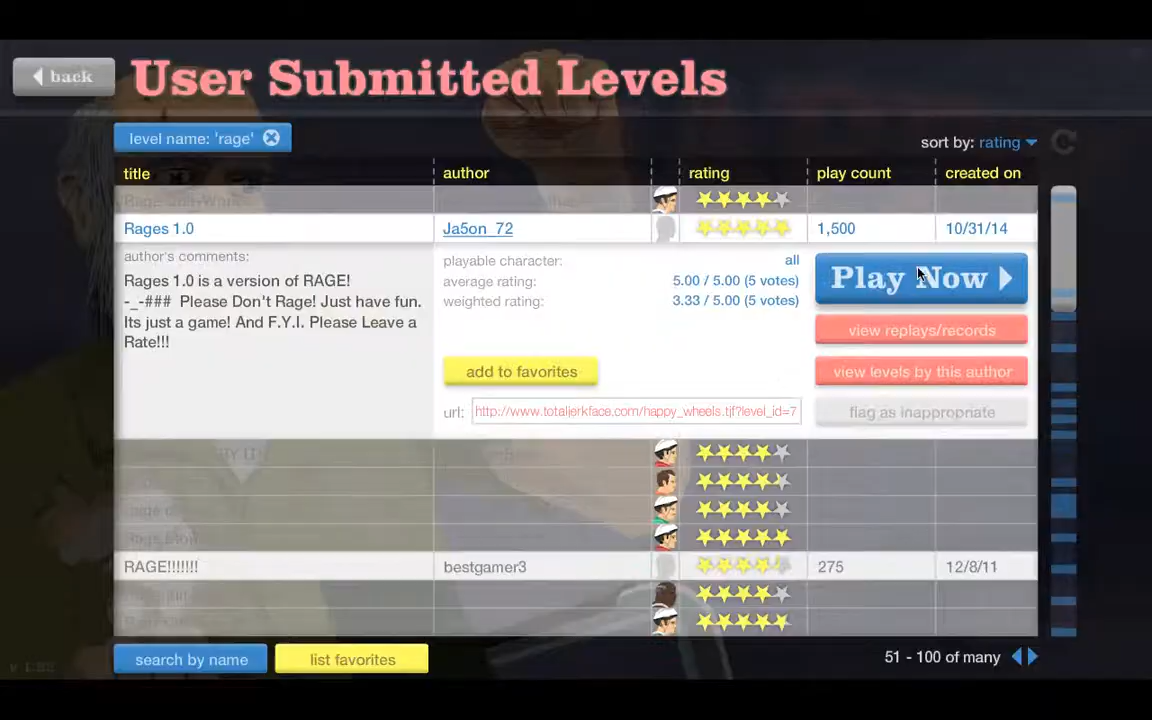 back
User Submitted Levels
level name: 'rage'
sort by: rating
title author rating play count created on
Rages 1.0 Ja5on_72 1,500 10/31/14
author's comments:
Rages 1.0 is a version of RAGE!
-_-### Please Don't Rage! Just have fun.
Its just a game! And F.Y.I. Please Leave a
Rate!!!
playable character: all
average rating: 5.00 / 5.00 (5 votes)
weighted rating: 3.33 / 5.00 (5 votes)
add to favorites
url: http://www.totaljerkface.com/happy_wheels.tjf?level_id=7
Play Now
view replays/records
view levels by this author
flag as inappropriate
RAGE!!!!!!! bestgamer3 275 12/8/11
search by name
list favorites
51 - 100 of many